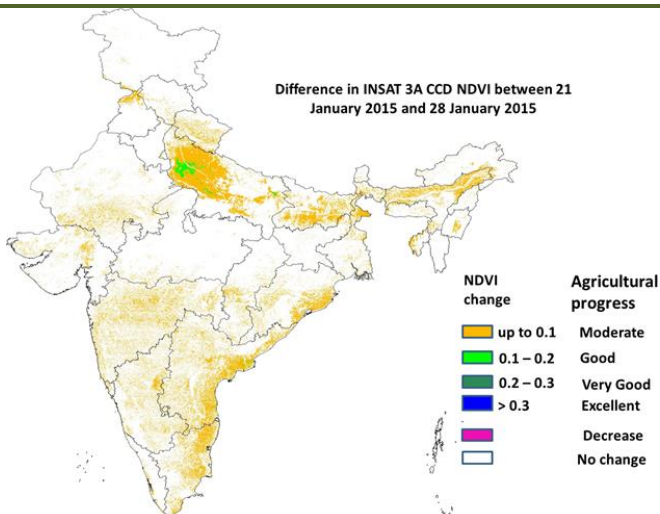 Difference in INSAT 3A CCD NDVI between 21
January 2015 and 28 January 2015
NDVI change
Agricultural progress
up to 0.1 Moderate
0.1 – 0.2 Good
0.2 – 0.3 Very Good
> 0.3 Excellent
Decrease
No change